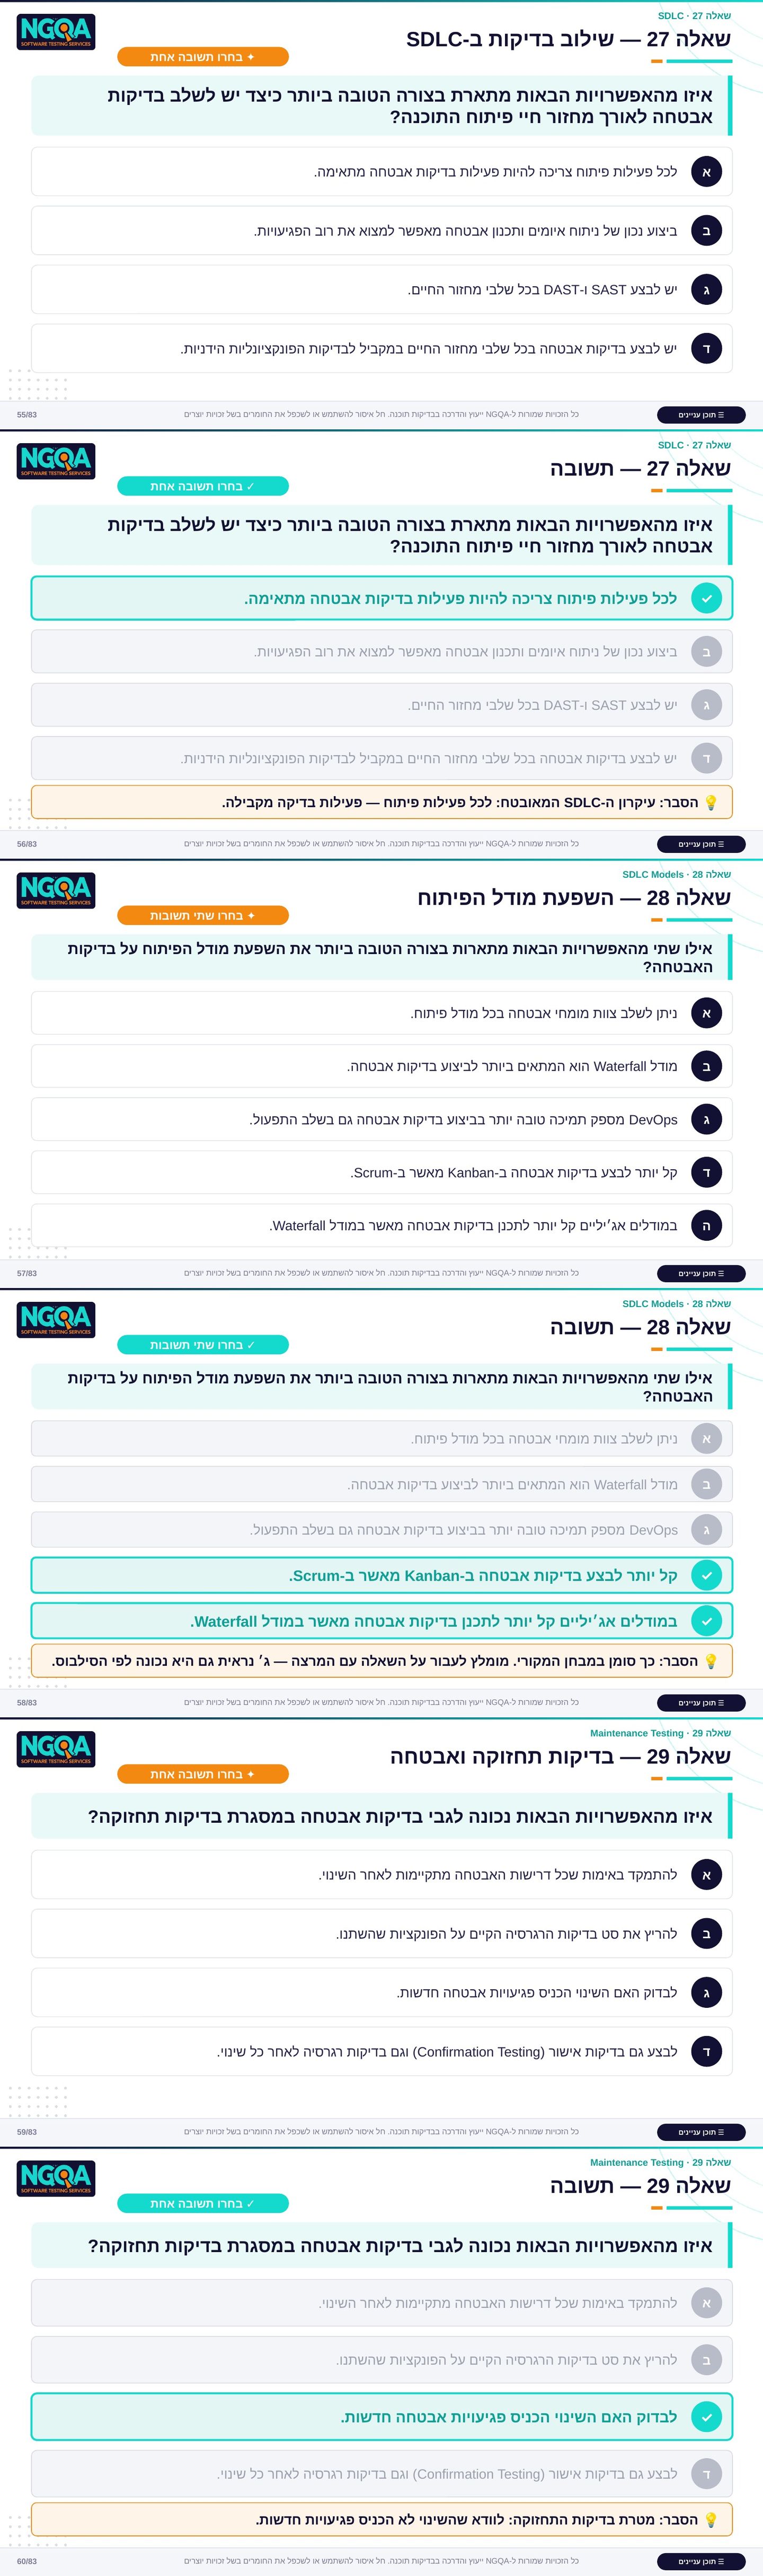 שאלה 27 · SDLC
שאלה 27 — שילוב בדיקות ב-SDLC
NGQA
SOFTWARE TESTING SERVICES
✦ בחרו תשובה אחת
איזו מהאפשרויות הבאות מתארת בצורה הטובה ביותר כיצד יש לשלב בדיקות
אבטחה לאורך מחזור חיי פיתוח התוכנה?
א לכל פעילות פיתוח צריכה להיות פעילות בדיקות אבטחה מתאימה.
ב ביצוע נכון של ניתוח איומים ותכנון אבטחה מאפשר למצוא את רוב הפגיעויות.
ג יש לבצע SAST ו-DAST בכל שלבי מחזור החיים.
ד יש לבצע בדיקות אבטחה בכל שלבי מחזור החיים במקביל לבדיקות הפונקציונליות הידניות.
☰ תוכן עניינים
כל הזכויות שמורות ל-NGQA ייעוץ והדרכה בבדיקות תוכנה. חל איסור להשתמש או לשכפל את החומרים בשל זכויות יוצרים
55/83
שאלה 27 · SDLC
שאלה 27 — תשובה
NGQA
SOFTWARE TESTING SERVICES
✓ בחרו תשובה אחת
איזו מהאפשרויות הבאות מתארת בצורה הטובה ביותר כיצד יש לשלב בדיקות
אבטחה לאורך מחזור חיי פיתוח התוכנה?
✓ לכל פעילות פיתוח צריכה להיות פעילות בדיקות אבטחה מתאימה.
ב ביצוע נכון של ניתוח איומים ותכנון אבטחה מאפשר למצוא את רוב הפגיעויות.
ג יש לבצע SAST ו-DAST בכל שלבי מחזור החיים.
ד יש לבצע בדיקות אבטחה בכל שלבי מחזור החיים במקביל לבדיקות הפונקציונליות הידניות.
💡 הסבר: עיקרון ה-SDLC המאובטח: לכל פעילות פיתוח — פעילות בדיקה מקבילה.
☰ תוכן עניינים
כל הזכויות שמורות ל-NGQA ייעוץ והדרכה בבדיקות תוכנה. חל איסור להשתמש או לשכפל את החומרים בשל זכויות יוצרים
56/83
שאלה 28 · SDLC Models
שאלה 28 — השפעת מודל הפיתוח
NGQA
SOFTWARE TESTING SERVICES
✦ בחרו שתי תשובות
אילו שתי מהאפשרויות הבאות מתארות בצורה הטובה ביותר את השפעת מודל הפיתוח על בדיקות
האבטחה?
א ניתן לשלב צוות מומחי אבטחה בכל מודל פיתוח.
ב מודל Waterfall הוא המתאים ביותר לביצוע בדיקות אבטחה.
ג DevOps מספק תמיכה טובה יותר בביצוע בדיקות אבטחה גם בשלב התפעול.
ד קל יותר לבצע בדיקות אבטחה ב-Kanban מאשר ב-Scrum.
ה במודלים אג׳יליים קל יותר לתכנן בדיקות אבטחה מאשר במודל Waterfall.
☰ תוכן עניינים
כל הזכויות שמורות ל-NGQA ייעוץ והדרכה בבדיקות תוכנה. חל איסור להשתמש או לשכפל את החומרים בשל זכויות יוצרים
57/83
שאלה 28 · SDLC Models
שאלה 28 — תשובה
NGQA
SOFTWARE TESTING SERVICES
✓ בחרו שתי תשובות
אילו שתי מהאפשרויות הבאות מתארות בצורה הטובה ביותר את השפעת מודל הפיתוח על בדיקות
האבטחה?
א ניתן לשלב צוות מומחי אבטחה בכל מודל פיתוח.
ב מודל Waterfall הוא המתאים ביותר לביצוע בדיקות אבטחה.
ג DevOps מספק תמיכה טובה יותר בביצוע בדיקות אבטחה גם בשלב התפעול.
✓ קל יותר לבצע בדיקות אבטחה ב-Kanban מאשר ב-Scrum.
✓ במודלים אג׳יליים קל יותר לתכנן בדיקות אבטחה מאשר במודל Waterfall.
💡 הסבר: כך סומן במבחן המקורי. מומלץ לעבור על השאלה עם המרצה — ג׳ נראית גם היא נכונה לפי הסילבוס.
☰ תוכן עניינים
כל הזכויות שמורות ל-NGQA ייעוץ והדרכה בבדיקות תוכנה. חל איסור להשתמש או לשכפל את החומרים בשל זכויות יוצרים
58/83
שאלה 29 · Maintenance Testing
שאלה 29 — בדיקות תחזוקה ואבטחה
NGQA
SOFTWARE TESTING SERVICES
✦ בחרו תשובה אחת
איזו מהאפשרויות הבאות נכונה לגבי בדיקות אבטחה במסגרת בדיקות תחזוקה?
א להתמקד באימות שכל דרישות האבטחה מתקיימות לאחר השינוי.
ב להריץ את סט בדיקות הרגרסיה הקיים על הפונקציות שהשתנו.
ג לבדוק האם השינוי הכניס פגיעויות אבטחה חדשות.
ד לבצע גם בדיקות אישור (Confirmation Testing) וגם בדיקות רגרסיה לאחר כל שינוי.
☰ תוכן עניינים
כל הזכויות שמורות ל-NGQA ייעוץ והדרכה בבדיקות תוכנה. חל איסור להשתמש או לשכפל את החומרים בשל זכויות יוצרים
59/83
שאלה 29 · Maintenance Testing
שאלה 29 — תשובה
NGQA
SOFTWARE TESTING SERVICES
✓ בחרו תשובה אחת
איזו מהאפשרויות הבאות נכונה לגבי בדיקות אבטחה במסגרת בדיקות תחזוקה?
א להתמקד באימות שכל דרישות האבטחה מתקיימות לאחר השינוי.
ב להריץ את סט בדיקות הרגרסיה הקיים על הפונקציות שהשתנו.
✓ לבדוק האם השינוי הכניס פגיעויות אבטחה חדשות.
ד לבצע גם בדיקות אישור (Confirmation Testing) וגם בדיקות רגרסיה לאחר כל שינוי.
💡 הסבר: מטרת בדיקות התחזוקה: לוודא שהשינוי לא הכניס פגיעויות חדשות.
☰ תוכן עניינים
כל הזכויות שמורות ל-NGQA ייעוץ והדרכה בבדיקות תוכנה. חל איסור להשתמש או לשכפל את החומרים בשל זכויות יוצרים
60/83